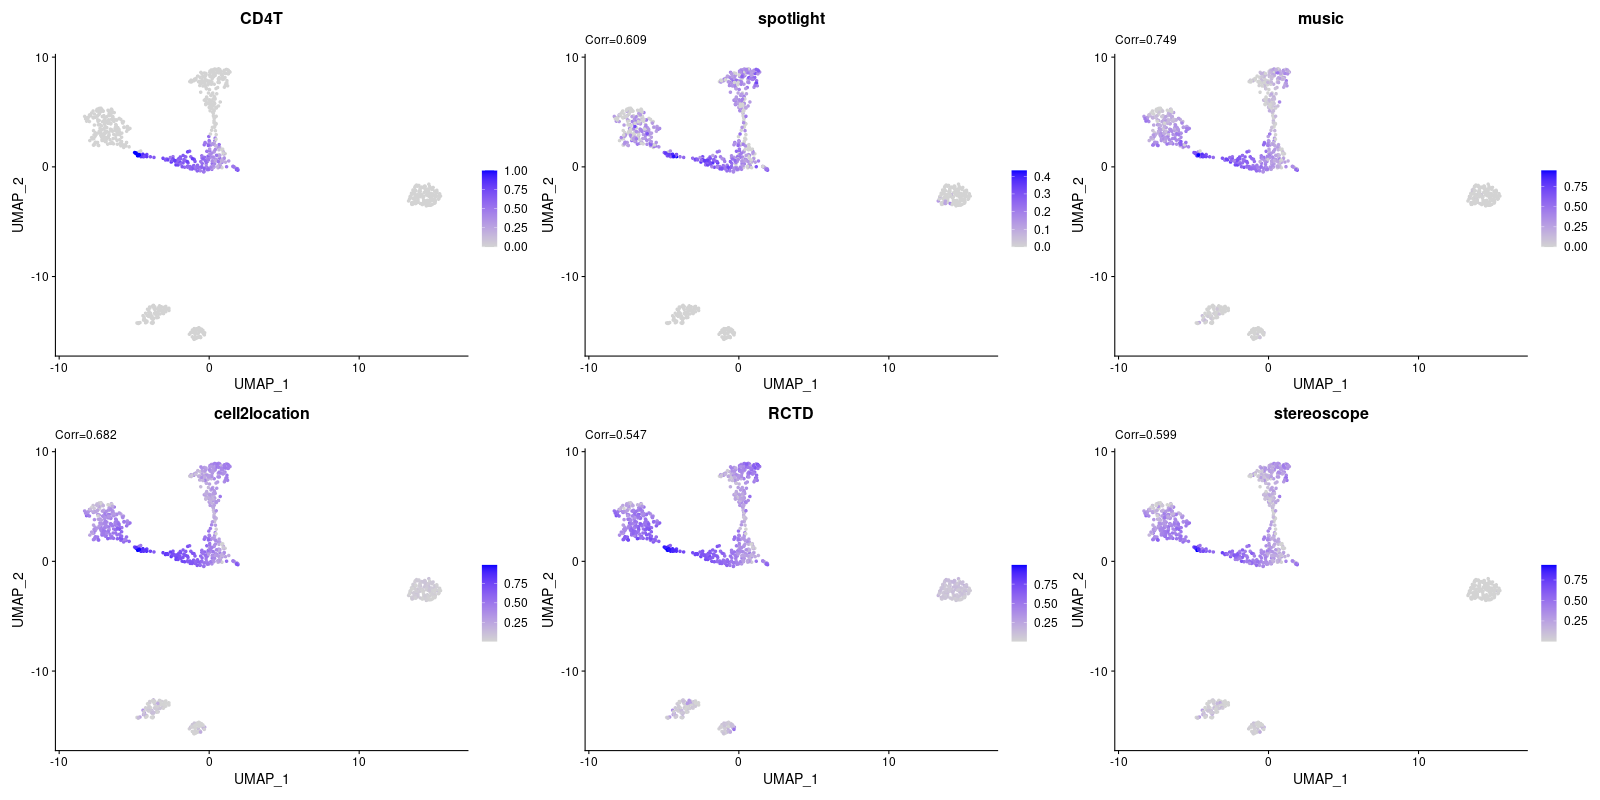 CD4T
10
0
-10
-10
0
10
UMAP_1
UMAP_2
1.00
0.75
0.50
0.25
0.00
spotlight
Corr=0.609
10
0
-10
-10
0
10
UMAP_1
UMAP_2
0.4
0.3
0.2
0.1
0.0
music
Corr=0.749
10
0
-10
-10
0
10
UMAP_1
UMAP_2
0.75
0.50
0.25
0.00
cell2location
Corr=0.682
10
0
-10
-10
0
10
UMAP_1
UMAP_2
0.75
0.50
0.25
RCTD
Corr=0.547
10
0
-10
-10
0
10
UMAP_1
UMAP_2
0.75
0.50
0.25
stereoscope
Corr=0.599
10
0
-10
-10
0
10
UMAP_1
UMAP_2
0.75
0.50
0.25